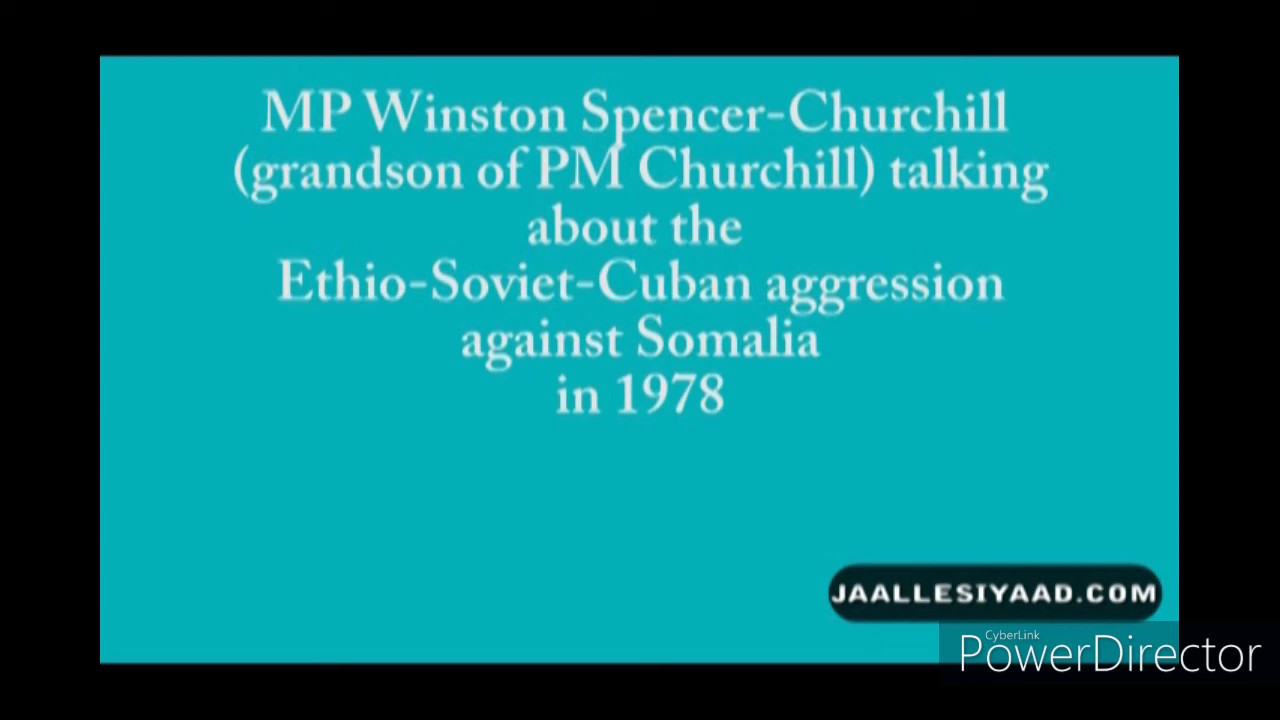 MP Winston Spencer-Churchill
(grandson of PM Churchill) talking
about the
Ethio-Soviet-Cuban aggression
against Somalia
in 1978
JAALLESIYAAD.COM
CyberLink
PowerDirector